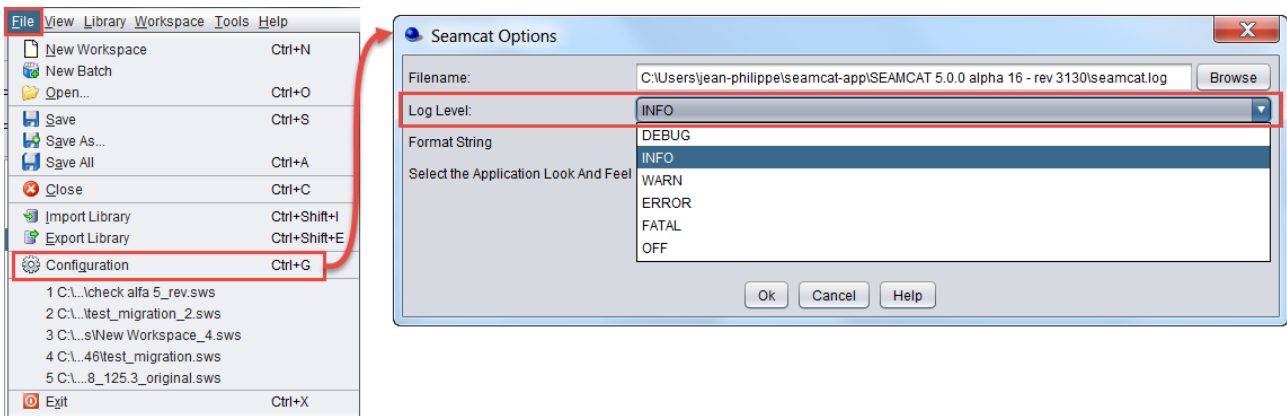 File View Library Workspace Tools Help
New Workspace Ctrl+N
New Batch
Open... Ctrl+O
Save Ctrl+S
Save As...
Save All Ctrl+A
Close Ctrl+C
Import Library Ctrl+Shift+I
Export Library Ctrl+Shift+E
Configuration Ctrl+G
1 C:\...\check alfa 5_rev.sws
2 C:\...\test_migration_2.sws
3 C:\...s\New Workspace_4.sws
4 C:\...46\test_migration.sws
5 C:\...8_125.3_original.sws
Exit Ctrl+X
Seamcat Options
Filename: C:\Users\jean-philippe\seamcat-app\SEAMCAT 5.0.0 alpha 16 - rev 3130\seamcat.log Browse
Log Level: INFO
Format String
Select the Application Look And Feel
DEBUG
INFO
WARN
ERROR
FATAL
OFF
Ok Cancel Help